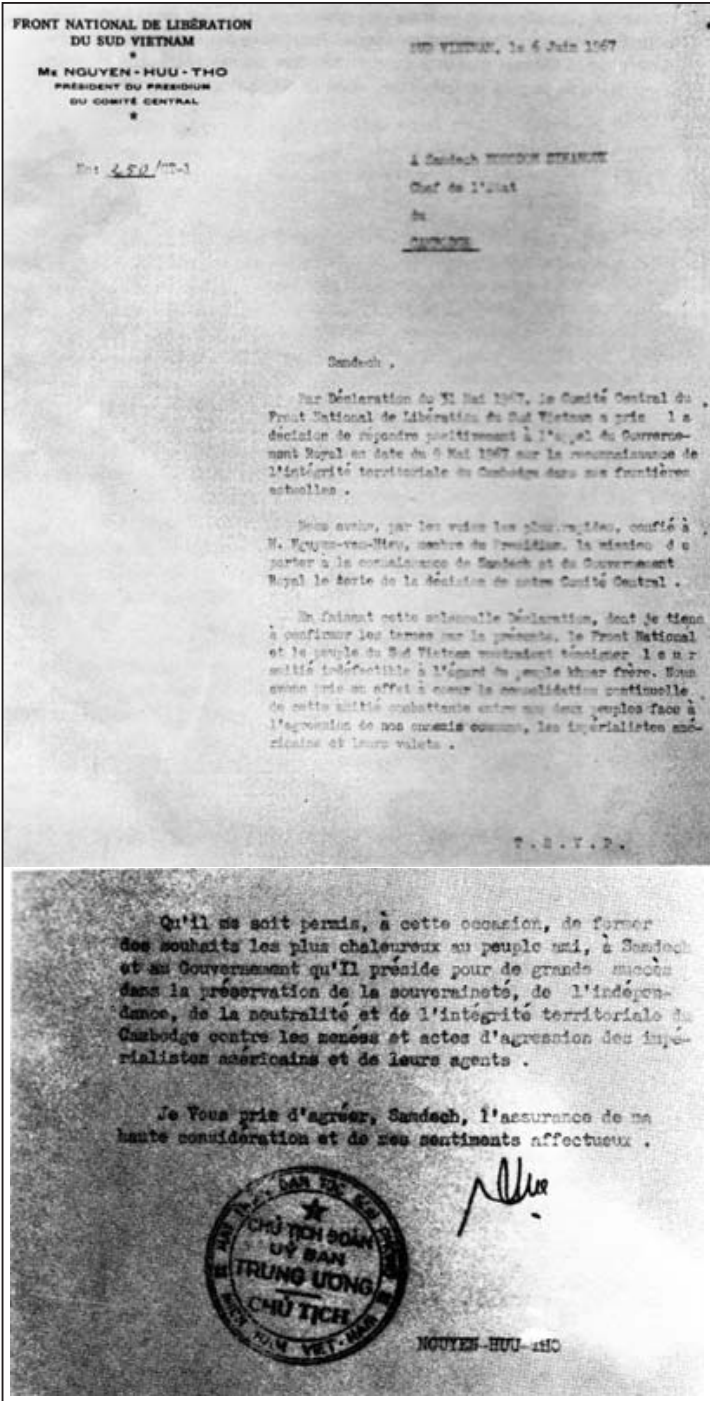 FRONT NATIONAL DE LIBÉRATION
DU SUD VIETNAM
*
Me NGUYEN-HUU-THO
PRÉSIDENT DU PRESIDIUM
DU COMITÉ CENTRAL
*
SUD VIETNAM, le 6 Juin 1967
No: 250/CT-1
A Samdech NORODOM SIHANOUK
Chef de l'Etat
du
CAMBODGE
Samdech ,
Par Déclaration du 31 Mai 1967, le Comité Central du
Front National de Libération du Sud Vietnam a pris l a
décision de répondre positivement à l'appel du Gouverne-
ment Royal en date du 9 Mai 1967 sur la reconnaissance de
l'intégrité territoriale du Cambodge dans ses frontières
actuelles .
Nous avons, par les voies les plus rapides, confié à
M. Nguyen-van-Hieu, membre du Presidium, la mission d e
porter à la connaissance de Samdech et du Gouvernement
Royal le texte de la décision de notre Comité Central .
En faisant cette solennelle Déclaration, dont je tiens
à confirmer les termes par la présente, le Front National
et le peuple du Sud Vietnam voudraient témoigner l e u r
amitié indéfectible à l'égard du peuple khmer frère. Nous
avons pris en effet à coeur la consolidation continuelle
de cette amitié combattante entre nos deux peuples face à
l'agression de nos ennemis communs, les impérialistes amé-
ricains et leurs valets .
T.S.V.P.
Qu'il me soit permis, à cette occasion, de former
des souhaits les plus chaleureux au peuple ami, à Samdech
et au Gouvernement qu'Il préside pour de grands succès
dans la préservation de la souveraineté, de l'indépen-
dance, de la neutralité et de l'intégrité territoriale du
Cambodge contre les menées et actes d'agression des impé-
rialistes américains et de leurs agents .
Je Vous prie d'agréer, Samdech, l'assurance de ma
haute considération et de mes sentiments affectueux .
CHỦ TỊCH ĐOÀN
UỶ BAN
TRUNG ƯƠNG
CHỦ TỊCH
MIỀN NAM VIỆT-NAM
NGUYEN-HUU-THO